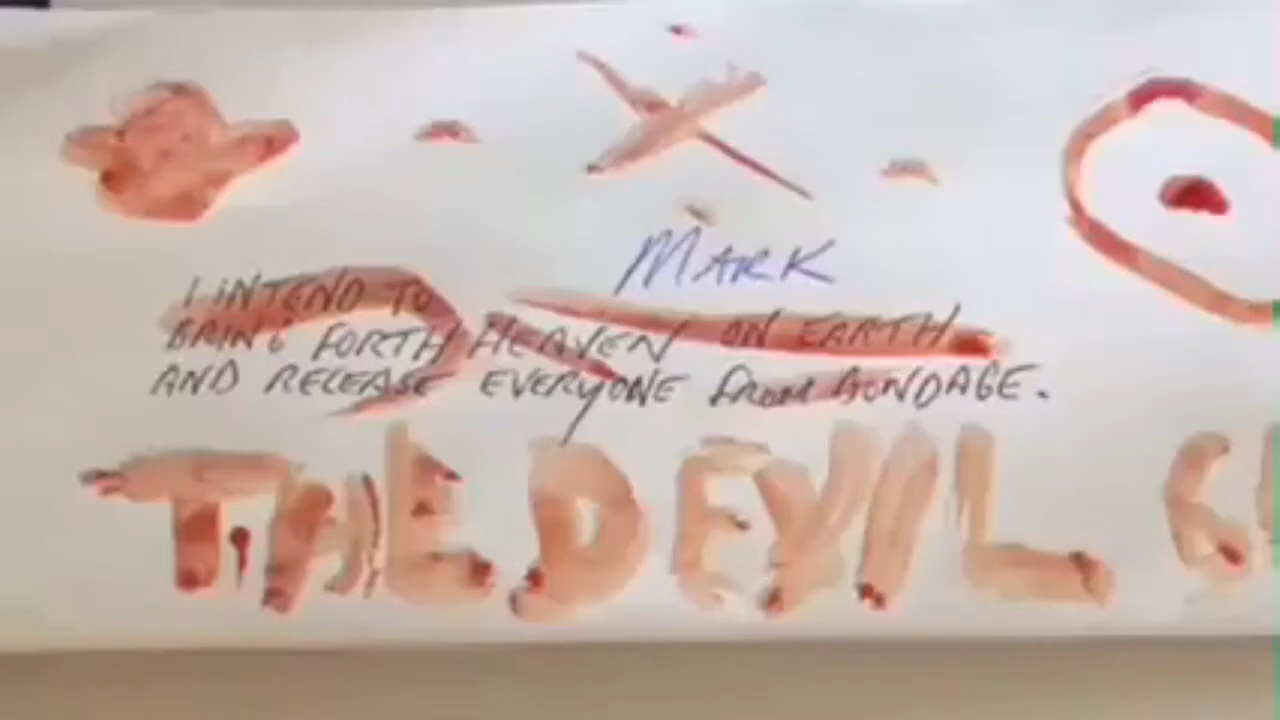 MARK
I INTEND TO
BRING FORTH HEAVEN ON EARTH
AND RELEASE EVERYONE FROM BONDAGE.
THE DEVIL